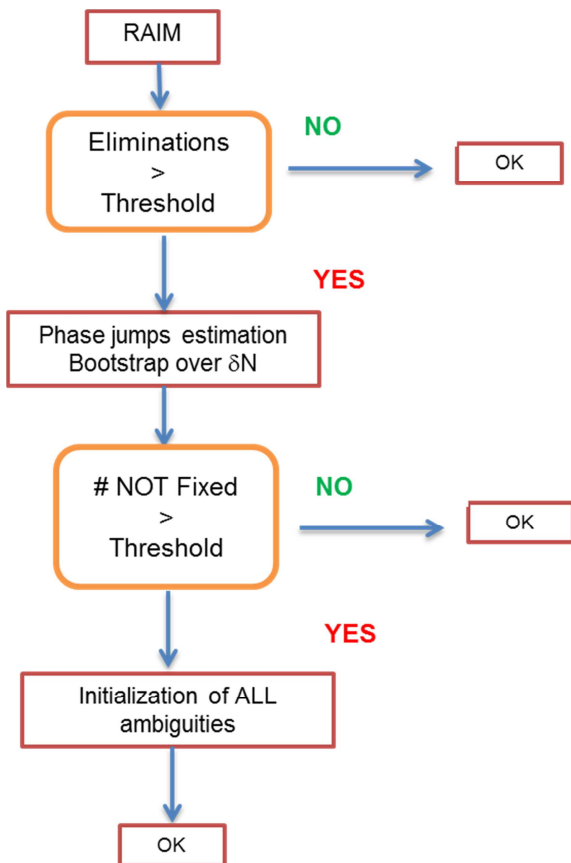 RAIM
Eliminations
>
Threshold
NO
OK
YES
Phase jumps estimation
Bootstrap over δN
# NOT Fixed
>
Threshold
NO
OK
YES
Initialization of ALL
ambiguities
OK